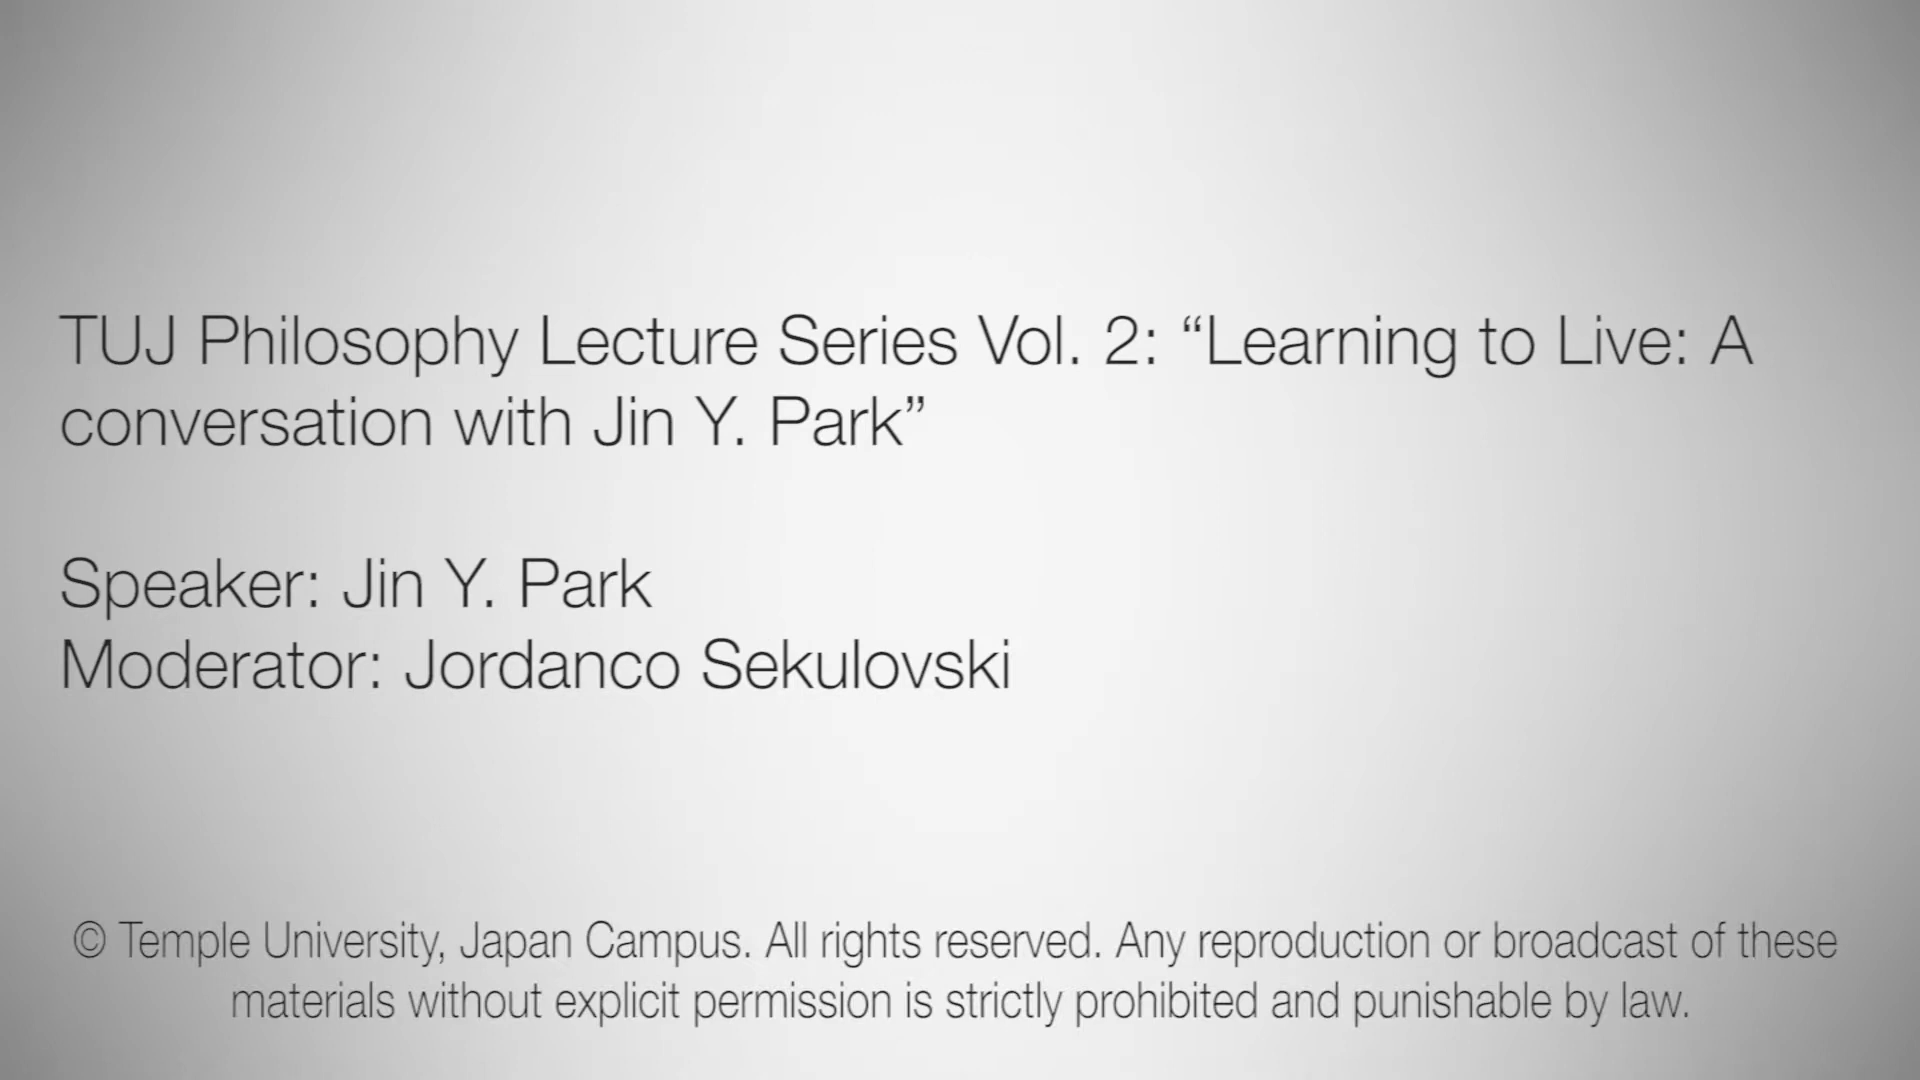 TUJ Philosophy Lecture Series Vol. 2: “Learning to Live: A
conversation with Jin Y. Park”
Speaker: Jin Y. Park
Moderator: Jordanco Sekulovski
© Temple University, Japan Campus. All rights reserved. Any reproduction or broadcast of these
materials without explicit permission is strictly prohibited and punishable by law.